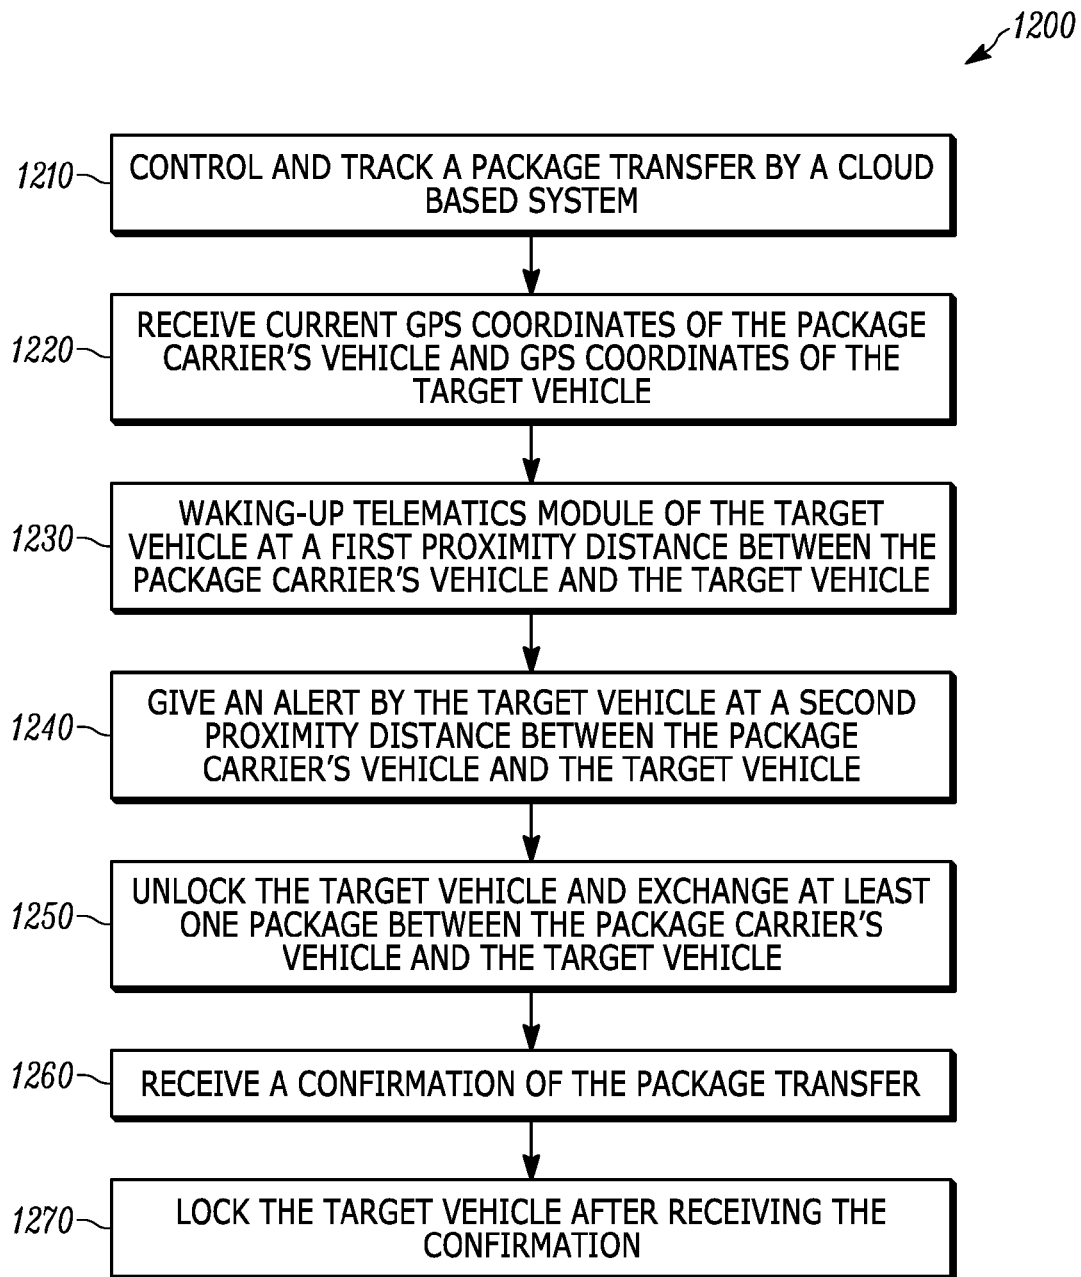 1200
1210
CONTROL AND TRACK A PACKAGE TRANSFER BY A CLOUD
BASED SYSTEM
1220
RECEIVE CURRENT GPS COORDINATES OF THE PACKAGE
CARRIER'S VEHICLE AND GPS COORDINATES OF THE
TARGET VEHICLE
1230
WAKING-UP TELEMATICS MODULE OF THE TARGET
VEHICLE AT A FIRST PROXIMITY DISTANCE BETWEEN THE
PACKAGE CARRIER'S VEHICLE AND THE TARGET VEHICLE
1240
GIVE AN ALERT BY THE TARGET VEHICLE AT A SECOND
PROXIMITY DISTANCE BETWEEN THE PACKAGE
CARRIER'S VEHICLE AND THE TARGET VEHICLE
1250
UNLOCK THE TARGET VEHICLE AND EXCHANGE AT LEAST
ONE PACKAGE BETWEEN THE PACKAGE CARRIER'S
VEHICLE AND THE TARGET VEHICLE
1260
RECEIVE A CONFIRMATION OF THE PACKAGE TRANSFER
1270
LOCK THE TARGET VEHICLE AFTER RECEIVING THE
CONFIRMATION